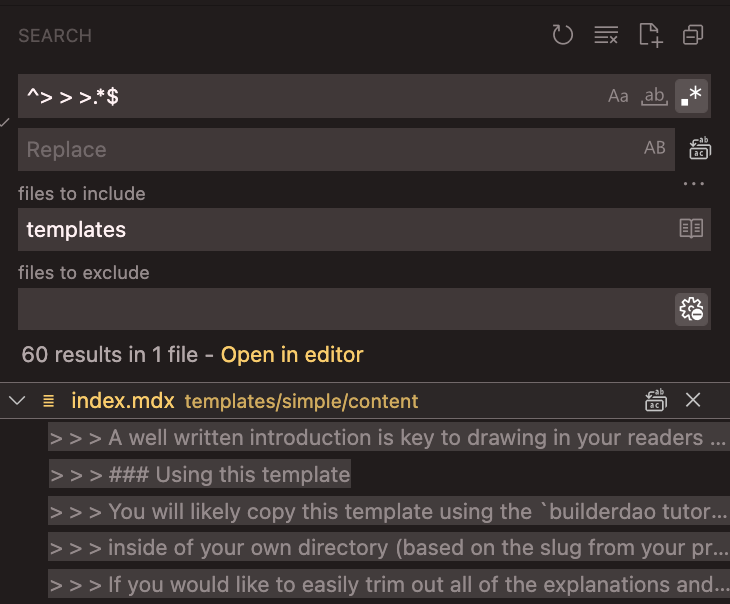 SEARCH
^> > >.*$
Aa ab .*
Replace
AB
...
files to include
templates
files to exclude
60 results in 1 file - Open in editor
index.mdx templates/simple/content
> > > A well written introduction is key to drawing in your readers ...
> > > ### Using this template
> > > You will likely copy this template using the `builderdao tutor...
> > > inside of your own directory (based on the slug from your pr...
> > > If you would like to easily trim out all of the explanations and...